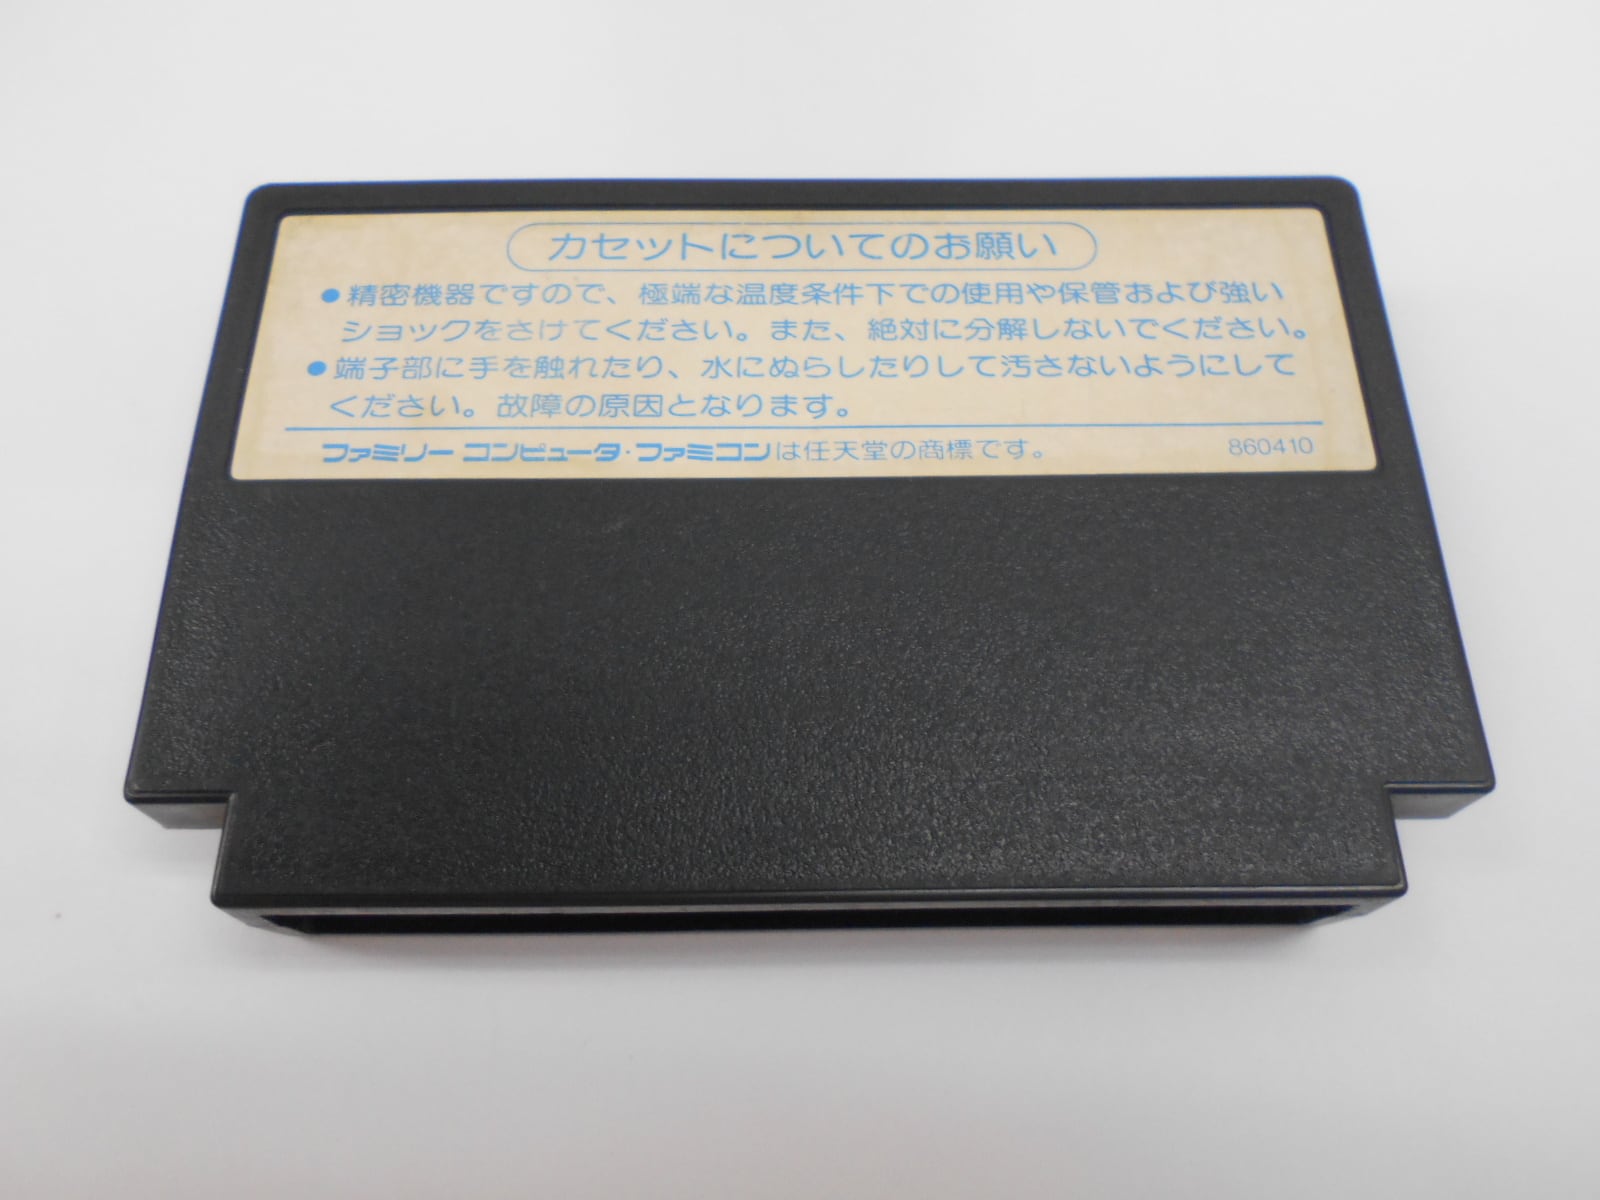 カセットについてのお願い
●精密機器ですので、極端な温度条件下での使用や保管および強い
ショックをさけてください。また、絶対に分解しないでください。
●端子部に手を触れたり、水にぬらしたりして汚さないようにして
ください。故障の原因となります。
ファミリー コンピュータ・ファミコンは任天堂の商標です。 860410